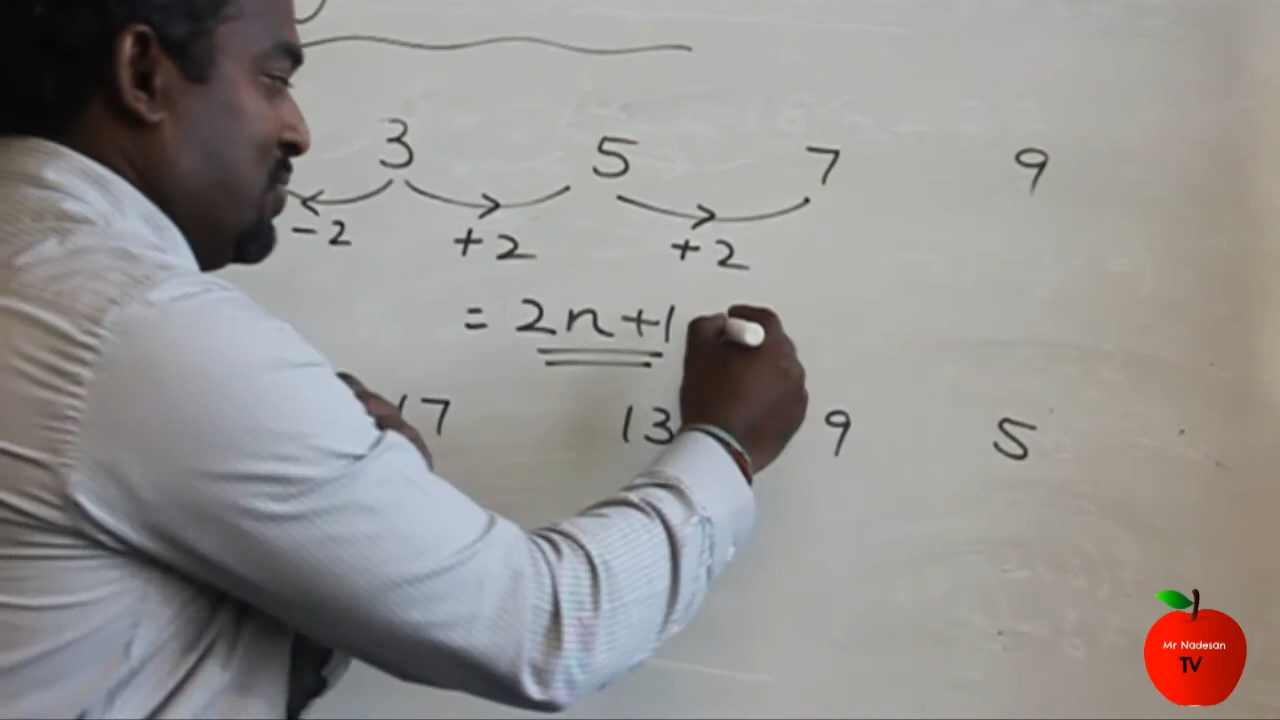 3 5 7 9
-2 +2 +2
= 2n+1
17 13 9 5
Mr Nadesan
TV